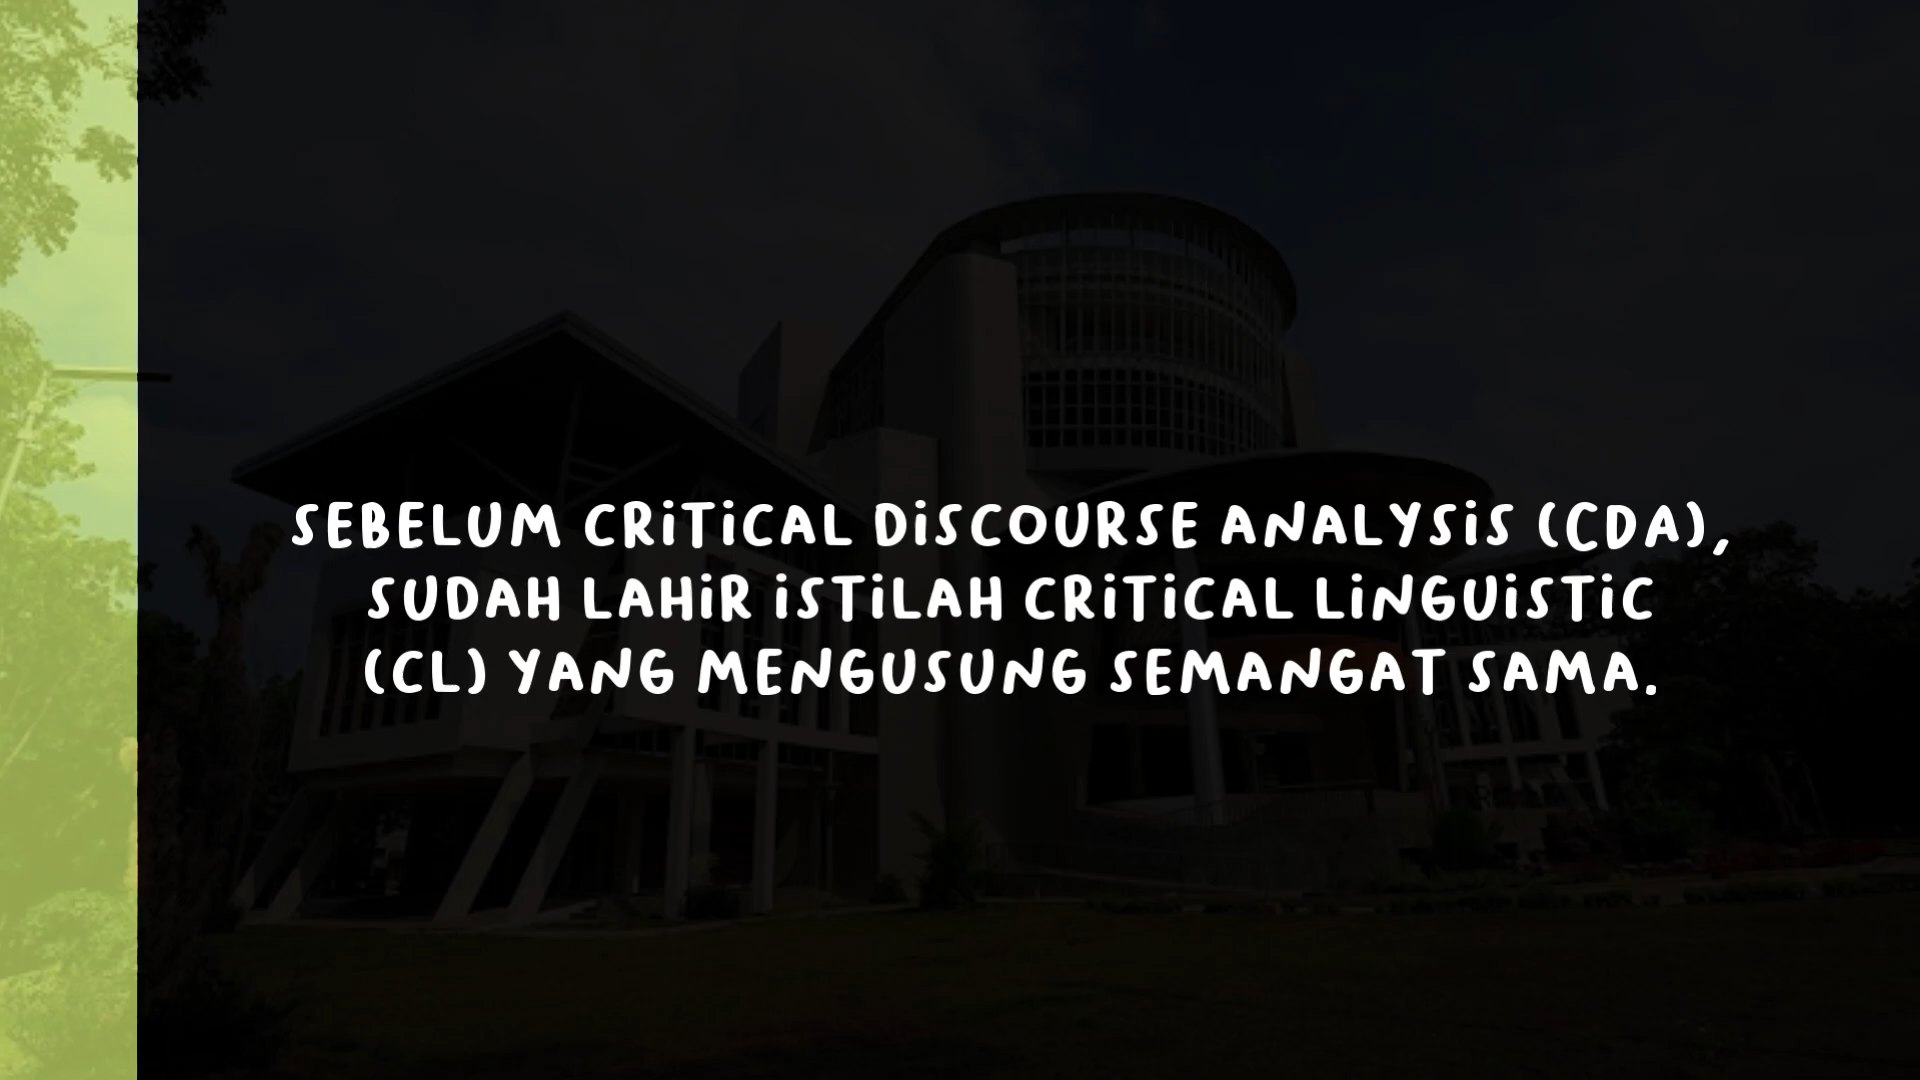 SEBELUM CRITICAL DISCOURSE ANALYSIS (CDA),
SUDAH LAHIR ISTILAH CRITICAL LINGUISTIC
(CL) YANG MENGUSUNG SEMANGAT SAMA.